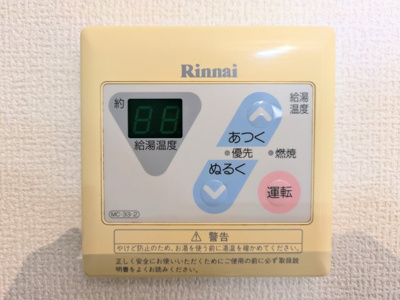 Rinnai
約
給湯温度
給湯
温度
あつく
優先
燃焼
ぬるく
運転
MC-33-2
警告
やけど防止のため、お湯を使う前に湯温を確かめてください。
正しく安全にお使いいただくためにご使用の前に必ず取扱説
明書をよくお読みください。